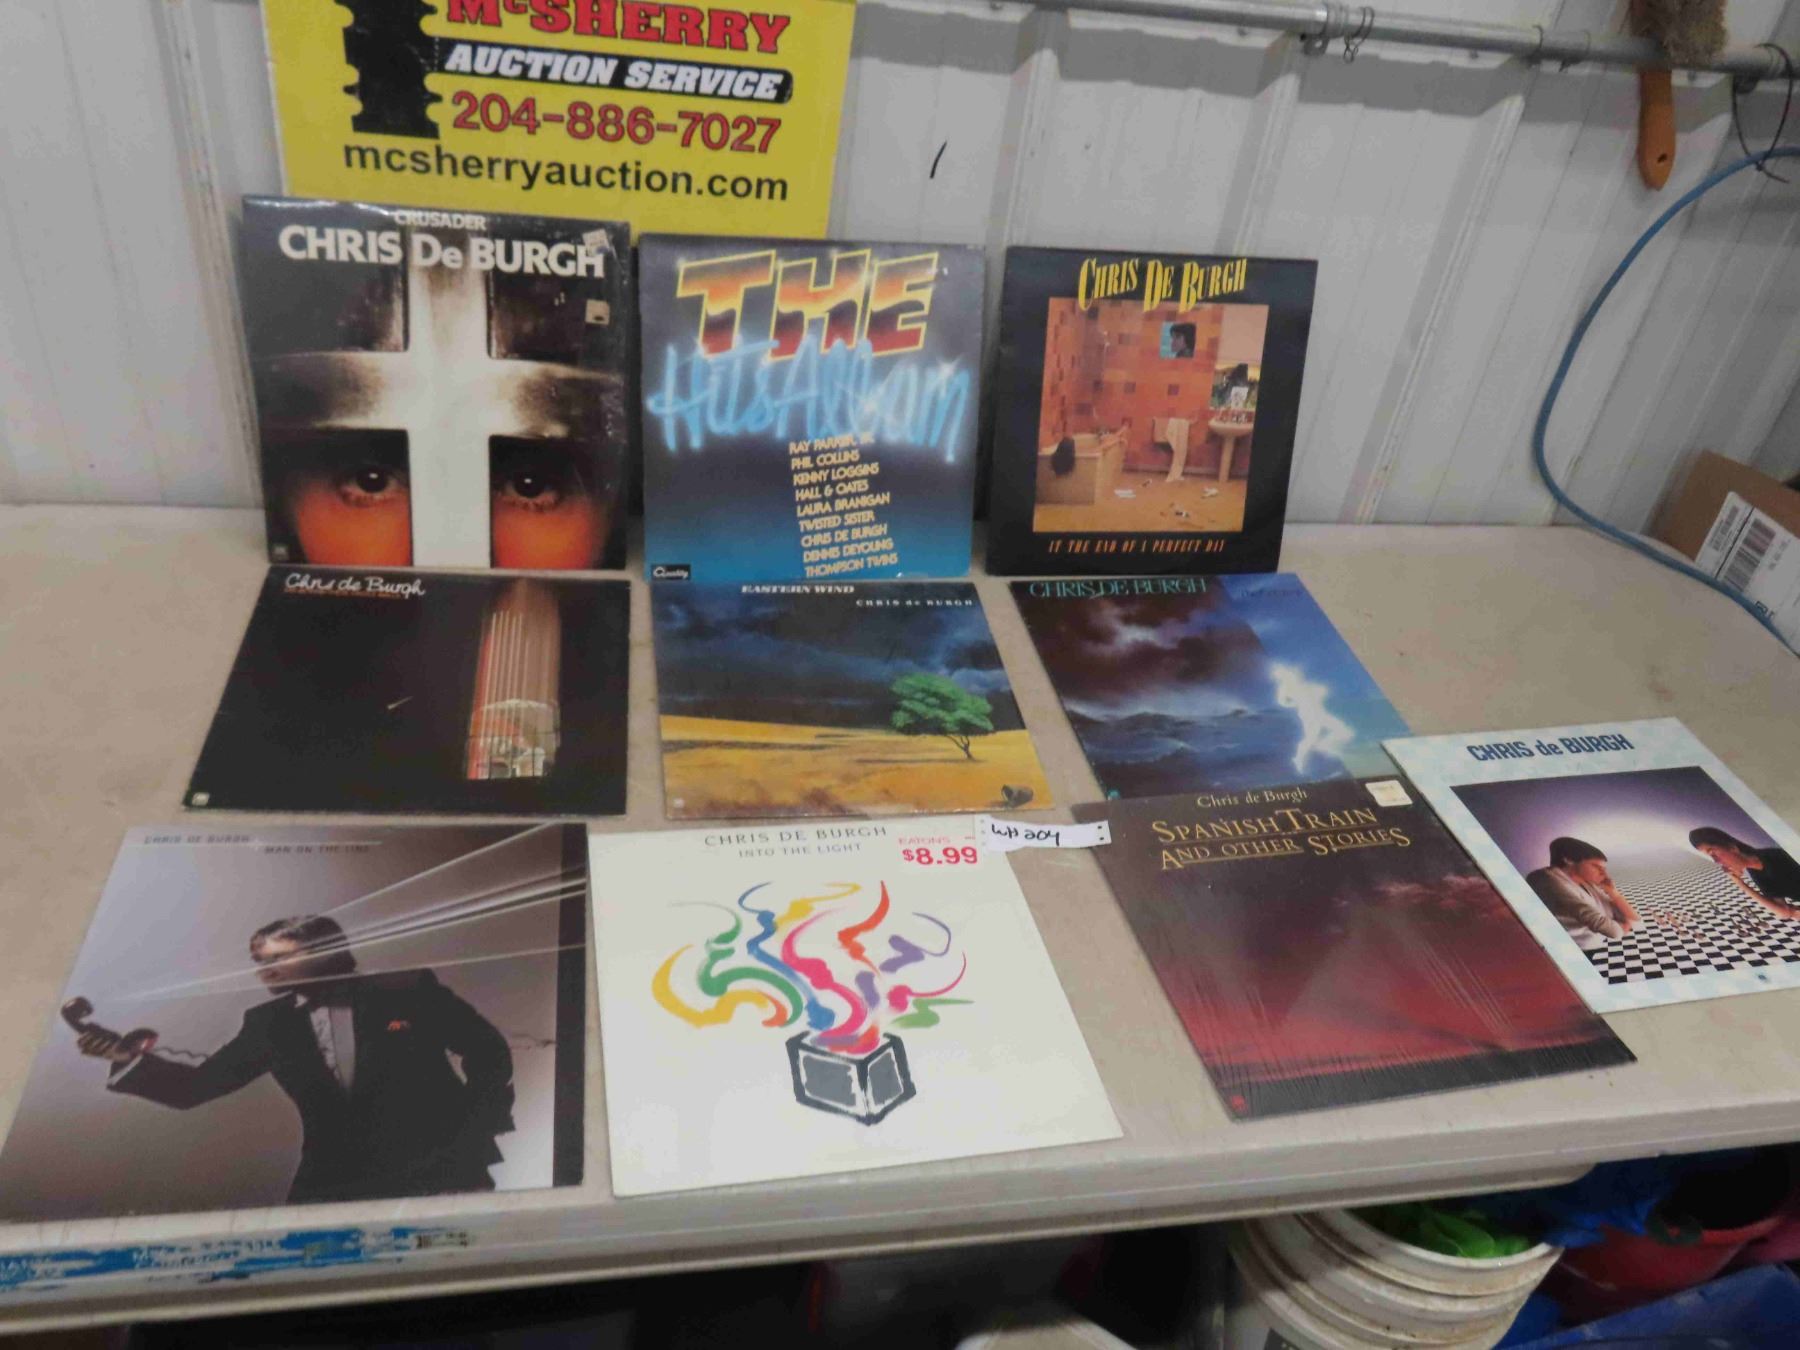 McSHERRY
AUCTION SERVICE
204-886-7027
mcsherryauction.com
CRUSADER
CHRIS De BURGH
THE
Hits Album
RAY PARKER, JR.
PHIL COLLINS
KENNY LOGGINS
HALL & OATES
LAURA BRANIGAN
TWISTED SISTER
CHRIS DE BURGH
DENNIS DEYOUNG
THOMPSON TWINS
Quality
CHRIS DE BURGH
AT THE END OF A PERFECT DAY
Chris de Burgh
EASTERN WIND
CHRIS de BURGH
CHRIS DE BURGH
CHRIS de BURGH
CHRIS DE BURGH
MAN ON THE LINE
CHRIS DE BURGH
INTO THE LIGHT
EATON'S
$8.99
WH 204
Chris de Burgh
SPANISH TRAIN
AND OTHER STORIES